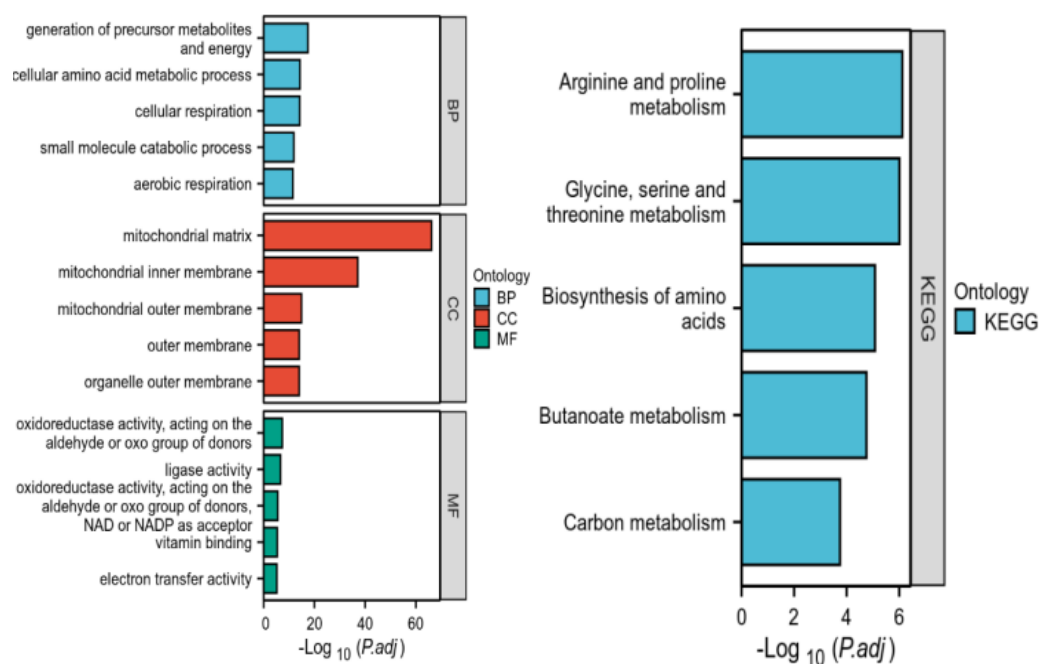 generation of precursor metabolites
and energy
cellular amino acid metabolic process
cellular respiration
small molecule catabolic process
aerobic respiration
BP
mitochondrial matrix
mitochondrial inner membrane
mitochondrial outer membrane
outer membrane
organelle outer membrane
CC
oxidoreductase activity, acting on the
aldehyde or oxo group of donors
ligase activity
oxidoreductase activity, acting on the
aldehyde or oxo group of donors,
NAD or NADP as acceptor
vitamin binding
electron transfer activity
MF
0 20 40 60
-Log 10 (P.adj)
Ontology
BP
CC
MF
Arginine and proline
metabolism
Glycine, serine and
threonine metabolism
Biosynthesis of amino
acids
Butanoate metabolism
Carbon metabolism
KEGG
0 2 4 6
-Log 10 (P.adj)
Ontology
KEGG